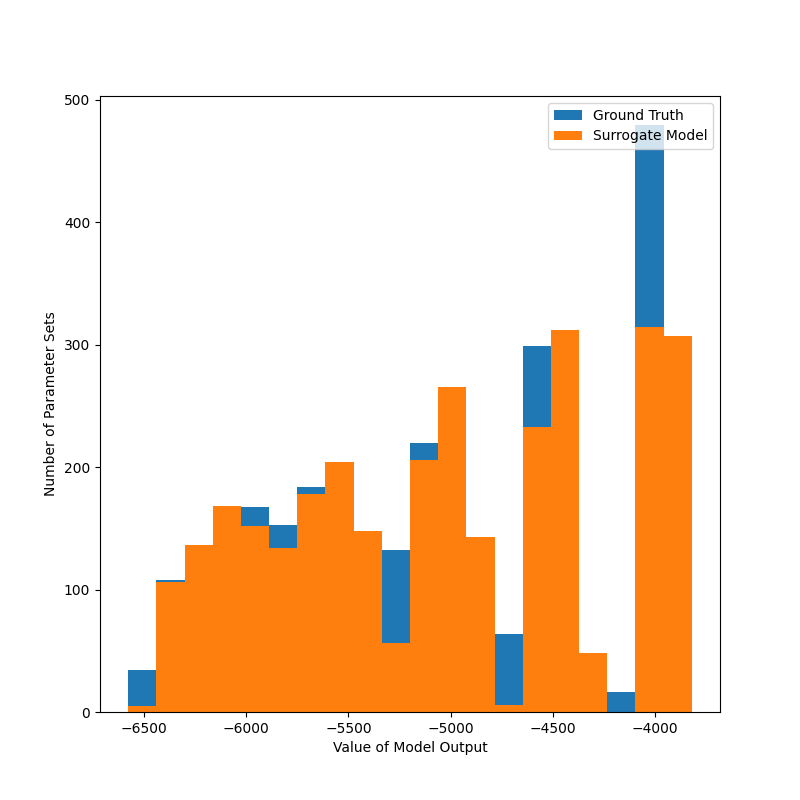 500
400
300
200
100
0
Number of Parameter Sets
Ground Truth
Surrogate Model
−6500 −6000 −5500 −5000 −4500 −4000
Value of Model Output